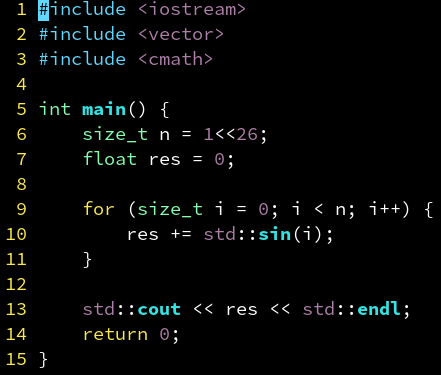 1 #include <iostream>
2 #include <vector>
3 #include <cmath>
4
5 int main() {
6     size_t n = 1<<26;
7     float res = 0;
8
9     for (size_t i = 0; i < n; i++) {
10         res += std::sin(i);
11     }
12
13     std::cout << res << std::endl;
14     return 0;
15 }